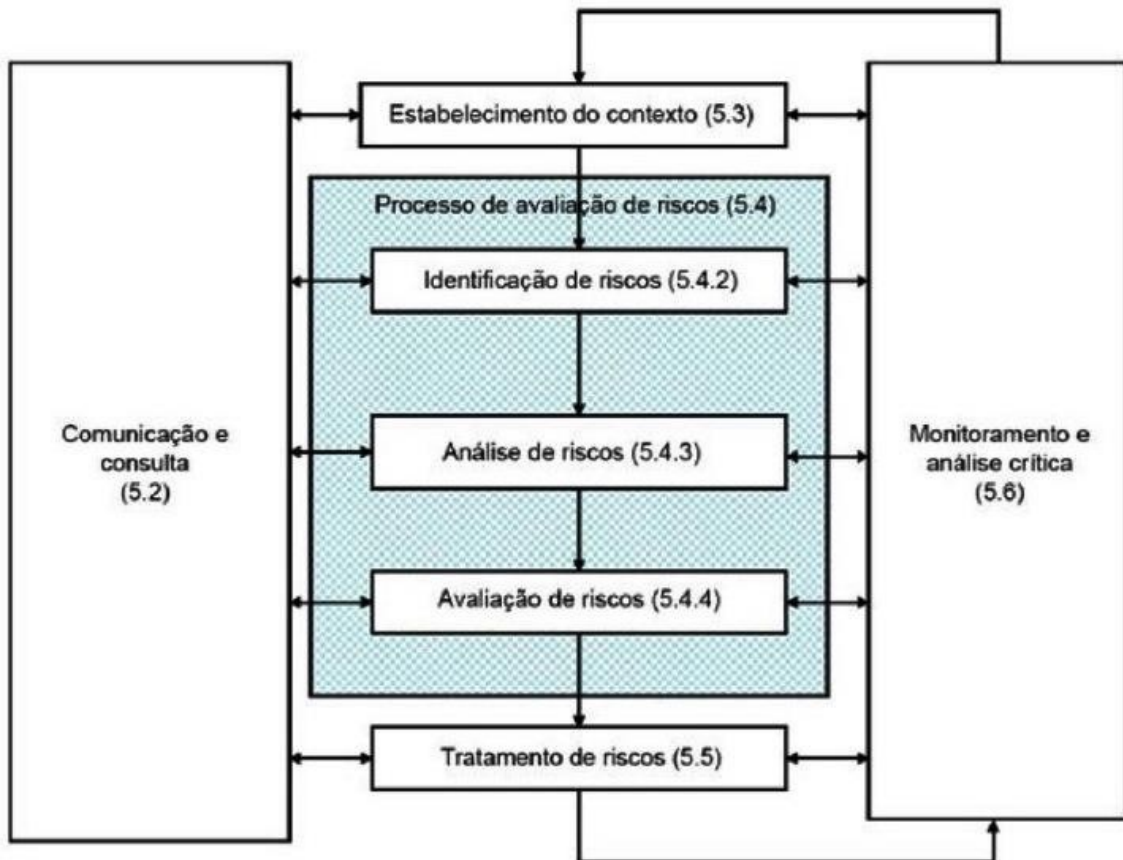 Estabelecimento do contexto (5.3)
Processo de avaliação de riscos (5.4)
Identificação de riscos (5.4.2)
Comunicação e
consulta
(5.2)
Análise de riscos (5.4.3)
Monitoramento e
análise crítica
(5.6)
Avaliação de riscos (5.4.4)
Tratamento de riscos (5.5)